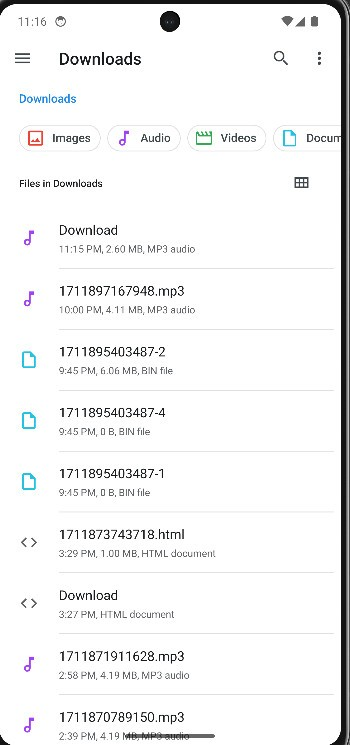 11:16
Downloads
Downloads
Images Audio Videos Docum
Files in Downloads
Download
11:15 PM, 2.60 MB, MP3 audio
1711897167948.mp3
10:00 PM, 4.11 MB, MP3 audio
1711895403487-2
9:45 PM, 6.06 MB, BIN file
1711895403487-4
9:45 PM, 0 B, BIN file
1711895403487-1
9:45 PM, 0 B, BIN file
1711873743718.html
3:29 PM, 1.00 MB, HTML document
Download
3:27 PM, HTML document
1711871911628.mp3
2:58 PM, 4.19 MB, MP3 audio
1711870789150.mp3
2:39 PM, 4.19 MB, MP3 audio